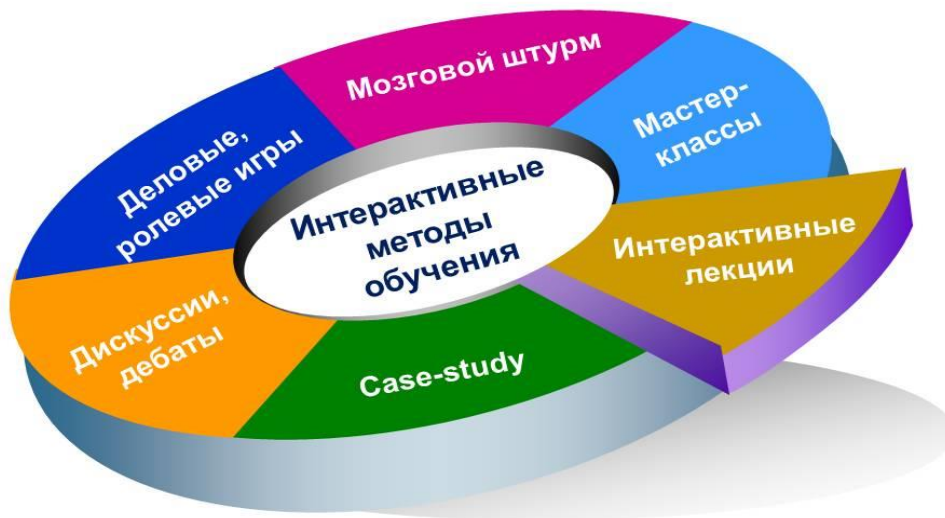 Мозговой штурм
Мастер-
классы
Деловые,
ролевые игры
Интерактивные
методы
обучения
Интерактивные
лекции
Дискуссии,
дебаты
Case-study